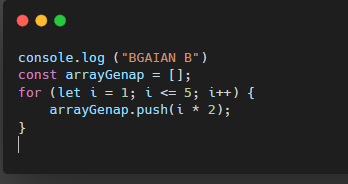 console.log ("BGAIAN B")
const arrayGenap = [];
for (let i = 1; i <= 5; i++) {
    arrayGenap.push(i * 2);
}